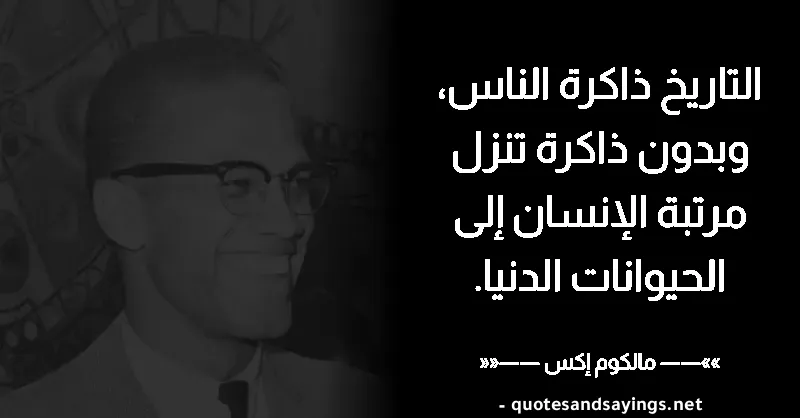 التاريخ ذاكرة الناس،
وبدون ذاكرة تنزل
مرتبة الإنسان إلى
الحيوانات الدنيا.
»»—— مالكوم إكس ——««
- quotesandsayings.net